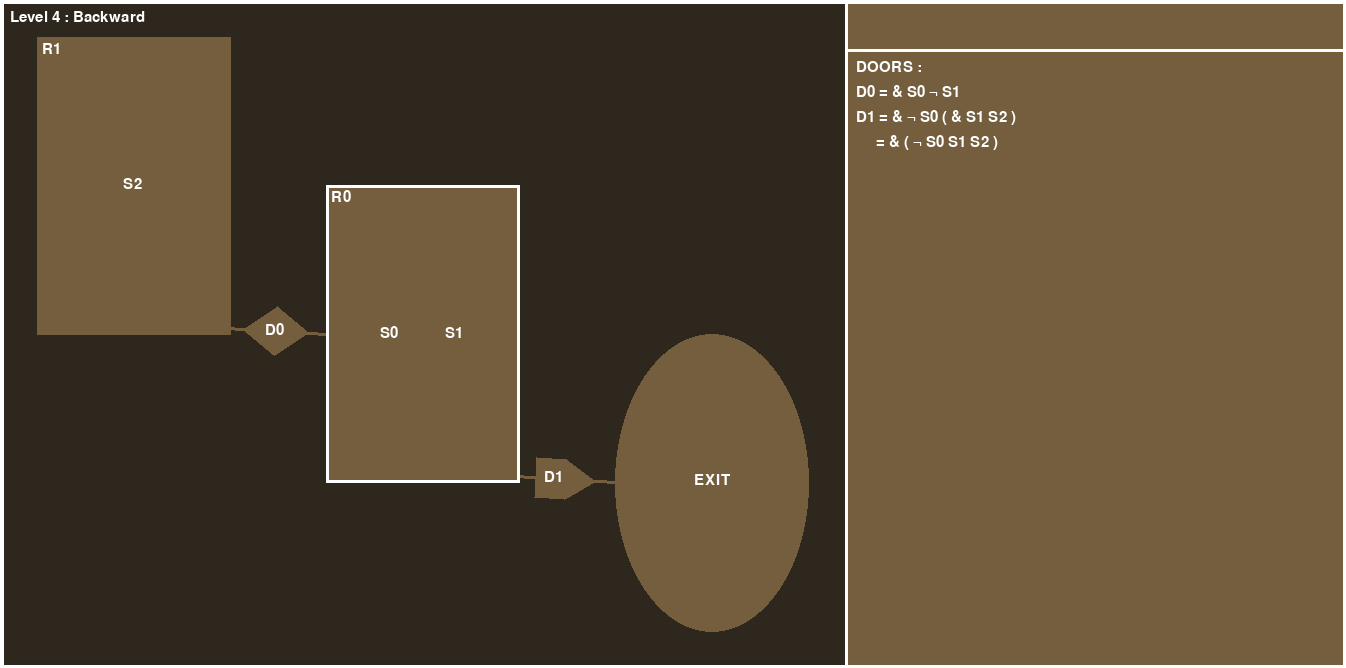 Level 4 : Backward
R1
S2
D0
R0
S0 S1
D1
EXIT
DOORS :
D0 = & S0 ¬ S1
D1 = & ¬ S0 ( & S1 S2 )
= & ( ¬ S0 S1 S2 )